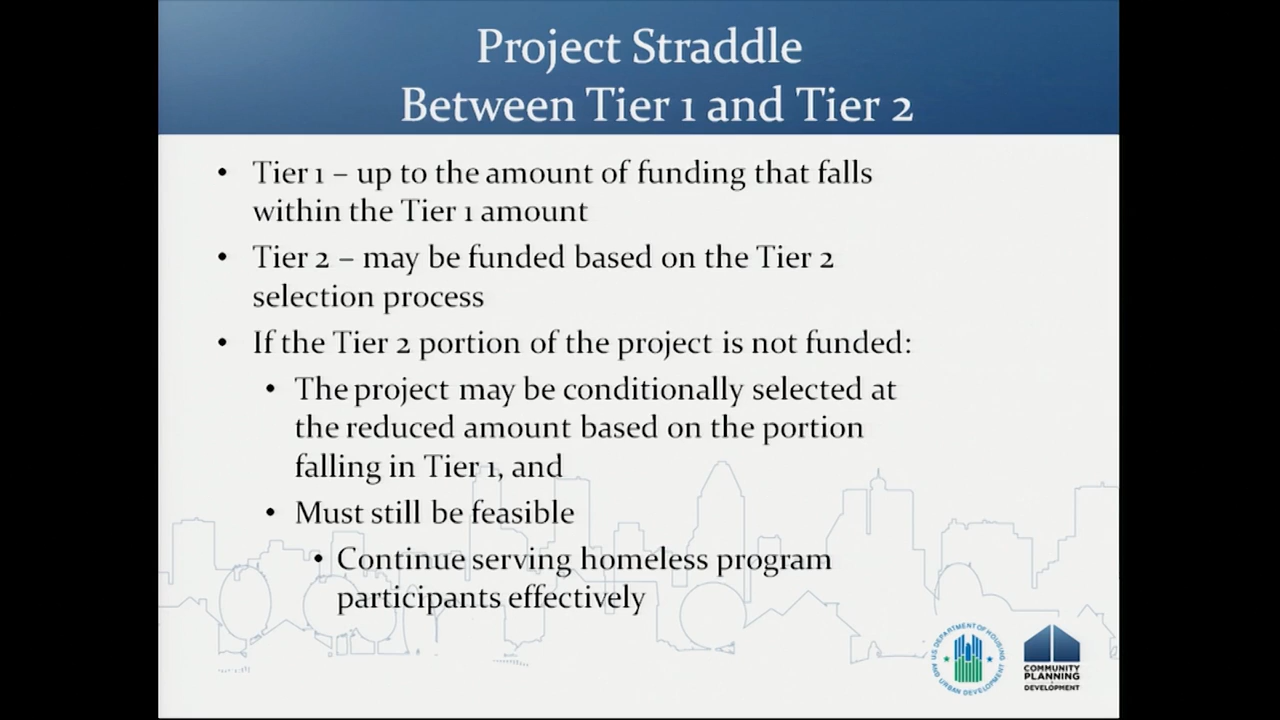 Project Straddle
Between Tier 1 and Tier 2
• Tier 1 – up to the amount of funding that falls
within the Tier 1 amount
• Tier 2 – may be funded based on the Tier 2
selection process
• If the Tier 2 portion of the project is not funded:
• The project may be conditionally selected at
the reduced amount based on the portion
falling in Tier 1, and
• Must still be feasible
• Continue serving homeless program
participants effectively
U.S. DEPARTMENT OF HOUSING
AND URBAN DEVELOPMENT
COMMUNITY
PLANNING
DEVELOPMENT